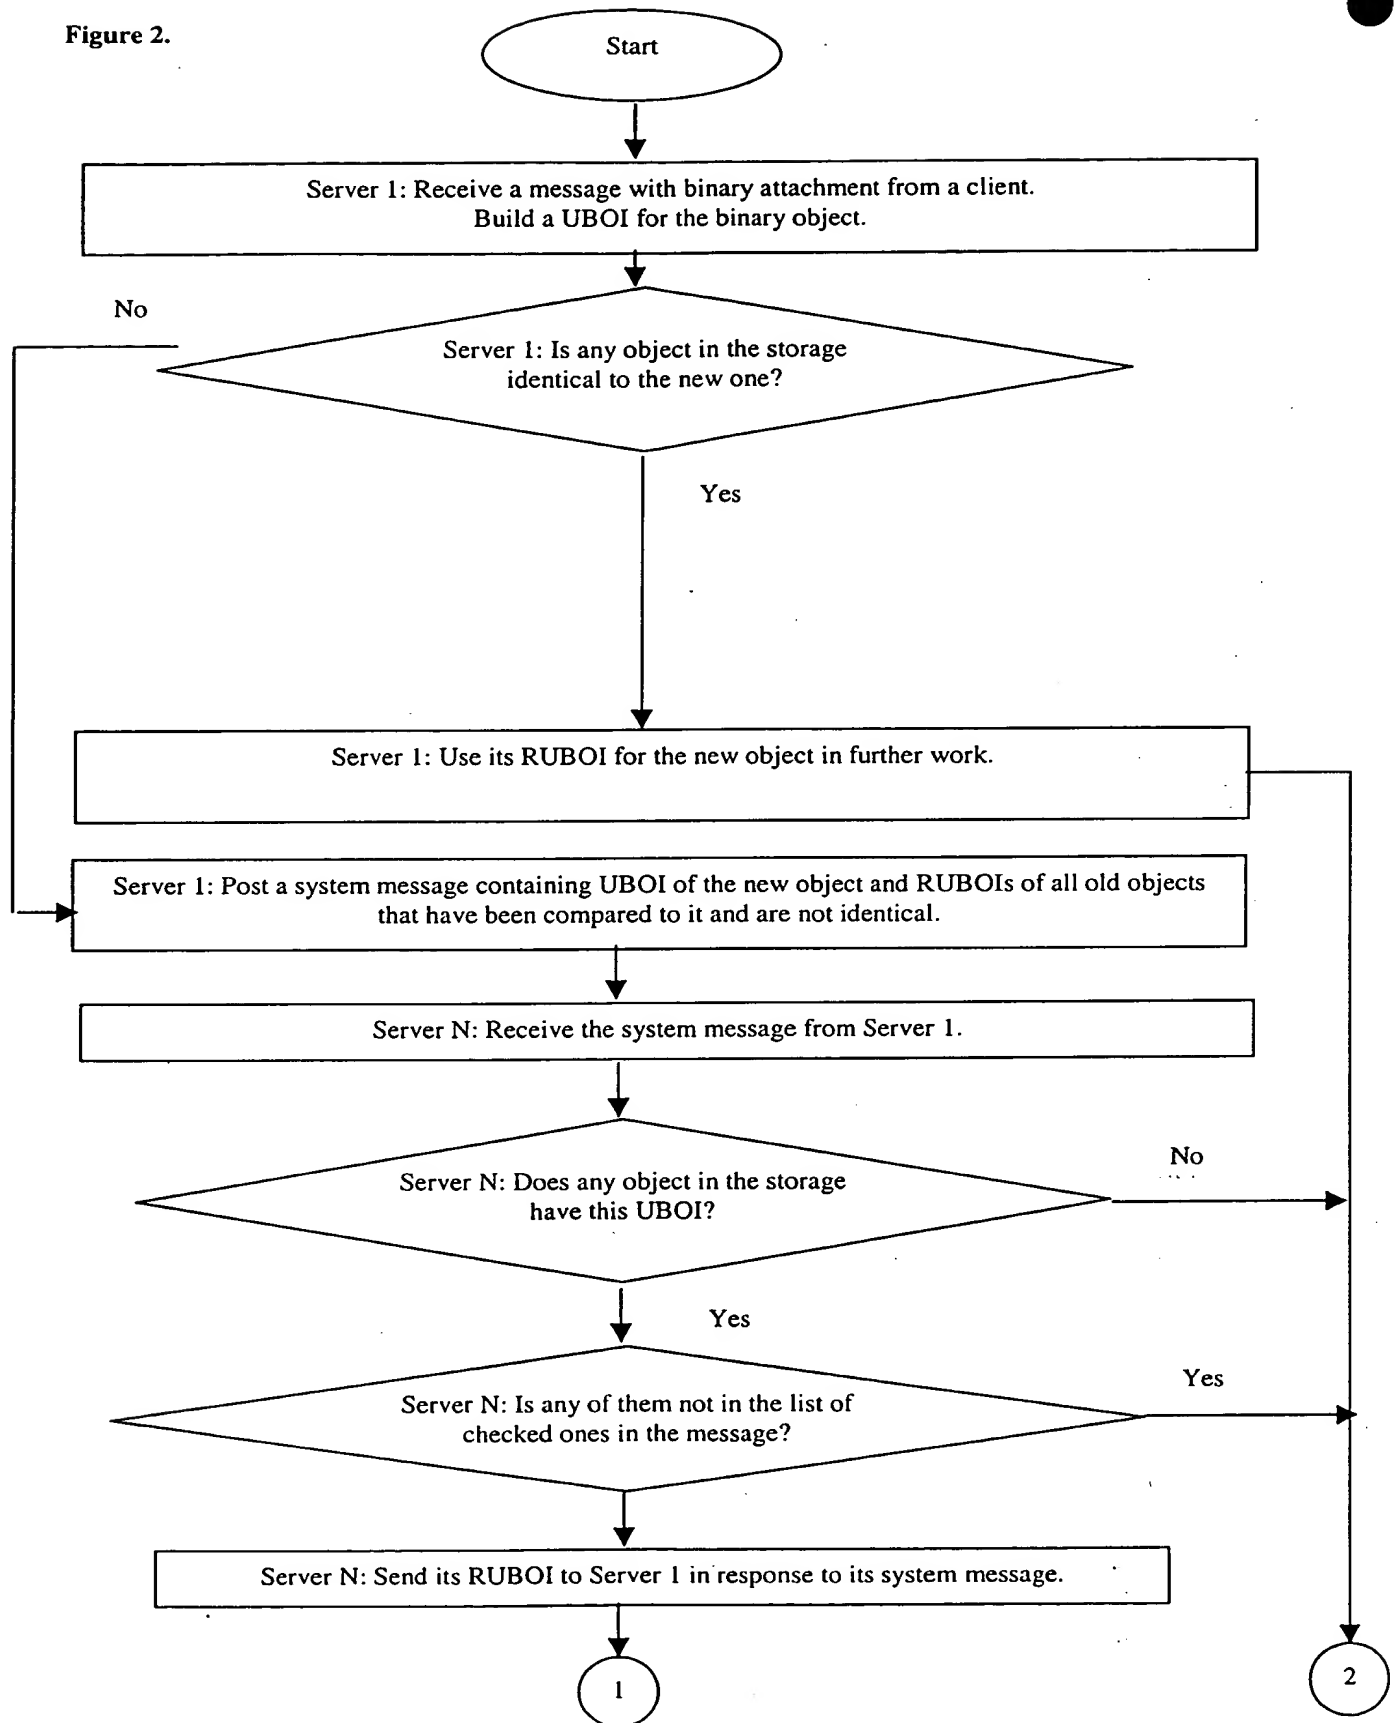 Figure 2.
Start
Server 1: Receive a message with binary attachment from a client.
Build a UBOI for the binary object.
No
Server 1: Is any object in the storage
identical to the new one?
Yes
Server 1: Use its RUBOI for the new object in further work.
Server 1: Post a system message containing UBOI of the new object and RUBOIs of all old objects
that have been compared to it and are not identical.
Server N: Receive the system message from Server 1.
No
Server N: Does any object in the storage
have this UBOI?
Yes
Yes
Server N: Is any of them not in the list of
checked ones in the message?
Server N: Send its RUBOI to Server 1 in response to its system message.
1
2